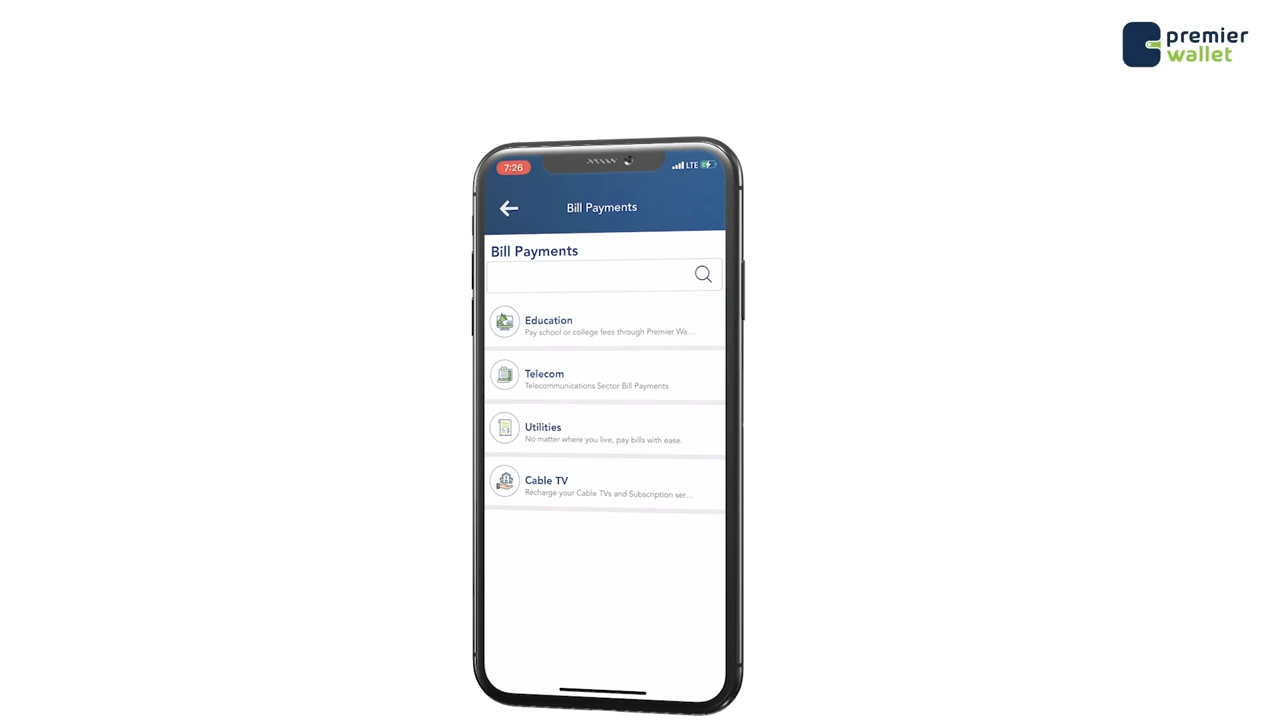 premier
wallet
7:26
LTE
Bill Payments
Bill Payments
Education
Pay school or college fees through Premier Wa...
Telecom
Telecommunications Sector Bill Payments
Utilities
No matter where you live, pay bills with ease.
Cable TV
Recharge your Cable TVs and Subscription ser...